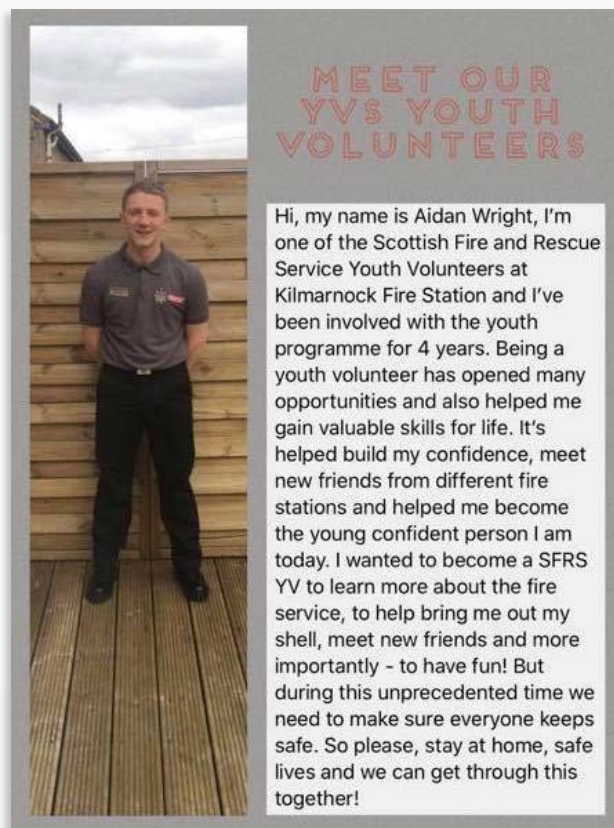 MEET OUR
YVS YOUTH
VOLUNTEERS
Hi, my name is Aidan Wright, I'm
one of the Scottish Fire and Rescue
Service Youth Volunteers at
Kilmarnock Fire Station and I've
been involved with the youth
programme for 4 years. Being a
youth volunteer has opened many
opportunities and also helped me
gain valuable skills for life. It's
helped build my confidence, meet
new friends from different fire
stations and helped me become
the young confident person I am
today. I wanted to become a SFRS
YV to learn more about the fire
service, to help bring me out my
shell, meet new friends and more
importantly - to have fun! But
during this unprecedented time we
need to make sure everyone keeps
safe. So please, stay at home, safe
lives and we can get through this
together!